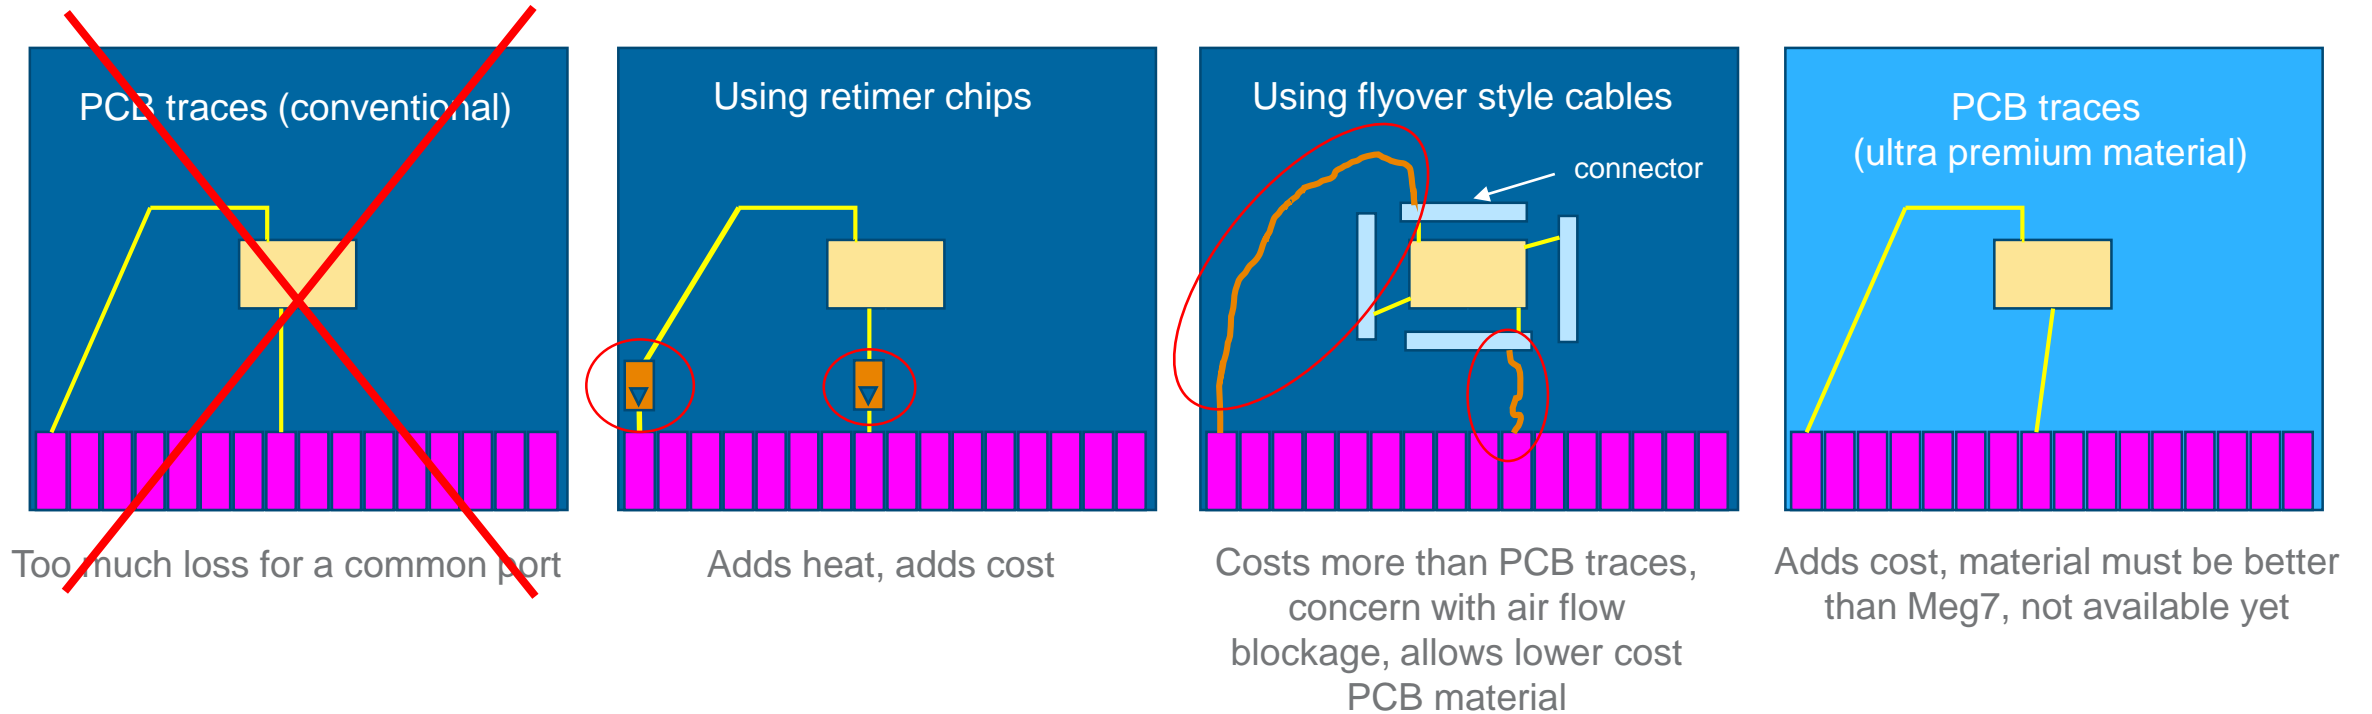 PCB traces (conventional)
Too much loss for a common port
Using retimer chips
Adds heat, adds cost
Using flyover style cables
connector
Costs more than PCB traces,
concern with air flow
blockage, allows lower cost
PCB material
PCB traces
(ultra premium material)
Adds cost, material must be better
than Meg7, not available yet